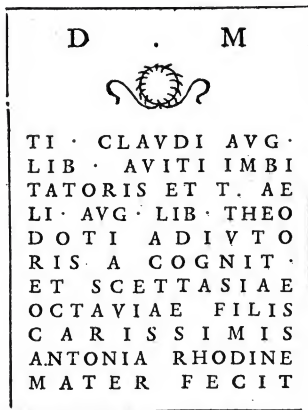 D . M
TI · CLAVDI AVG ·
LIB · AVITI IMBI
TATORIS ET T. AE
LI · AVG · LIB · THEO
DOTI ADIVTO
RIS A COGNIT ·
ET SCETTASIAE
OCTAVIAE FILIS
CARISSIMIS
ANTONIA RHODINE
MATER FECIT